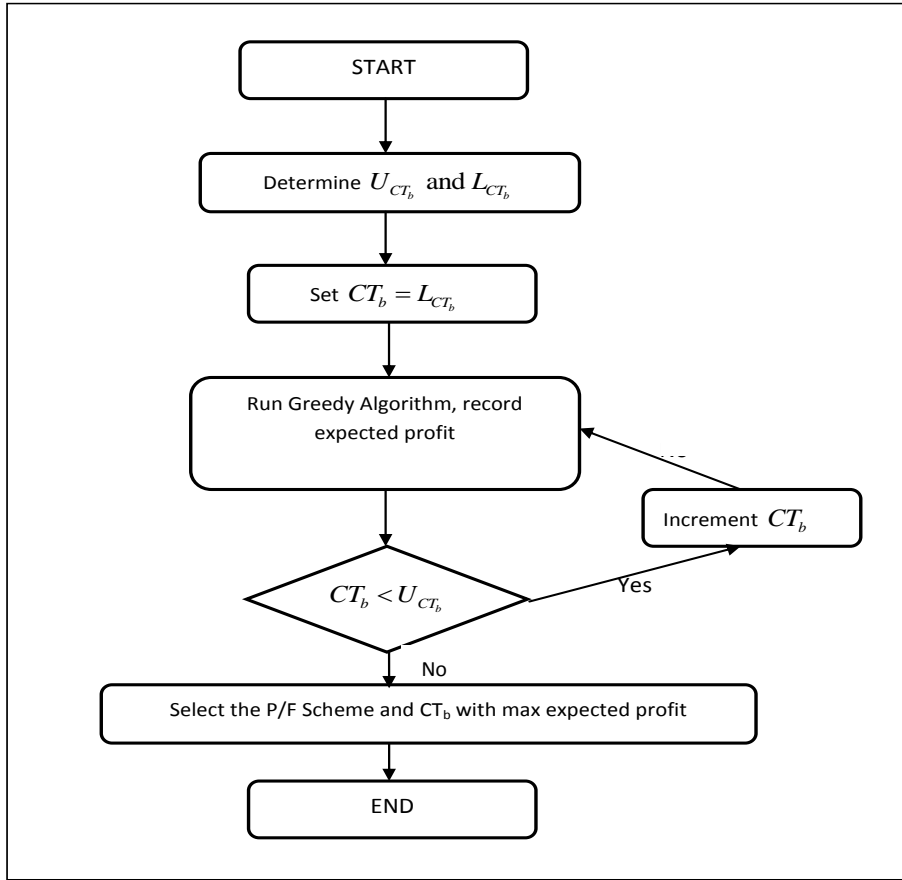 START
Determine U_{CT_b} and L_{CT_b}
Set CT_b = L_{CT_b}
Run Greedy Algorithm, record
expected profit
Increment CT_b
CT_b < U_{CT_b}
Yes
No
Select the P/F Scheme and CT_b with max expected profit
END